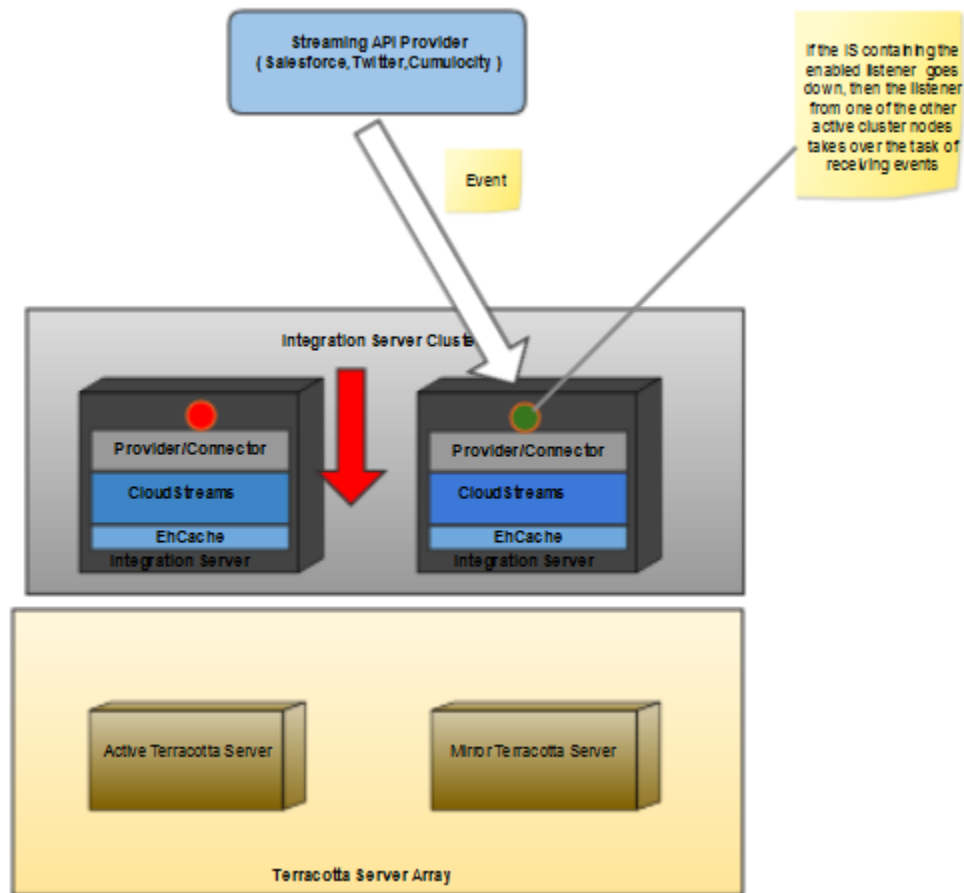 Streaming API Provider
( Salesforce,Twitter,Cumulocity )
If the IS containing the
enabled listener goes
down, then the listener
from one of the other
active cluster nodes
takes over the task of
receiving events
Event
Integration Server Cluste
Provider/Connector
CloudStreams
EhCache
Integration Server
Provider/Connector
CloudStreams
EhCache
Integration Server
Active Terracotta Server
Mirror Terracotta Server
Terracotta Server Array